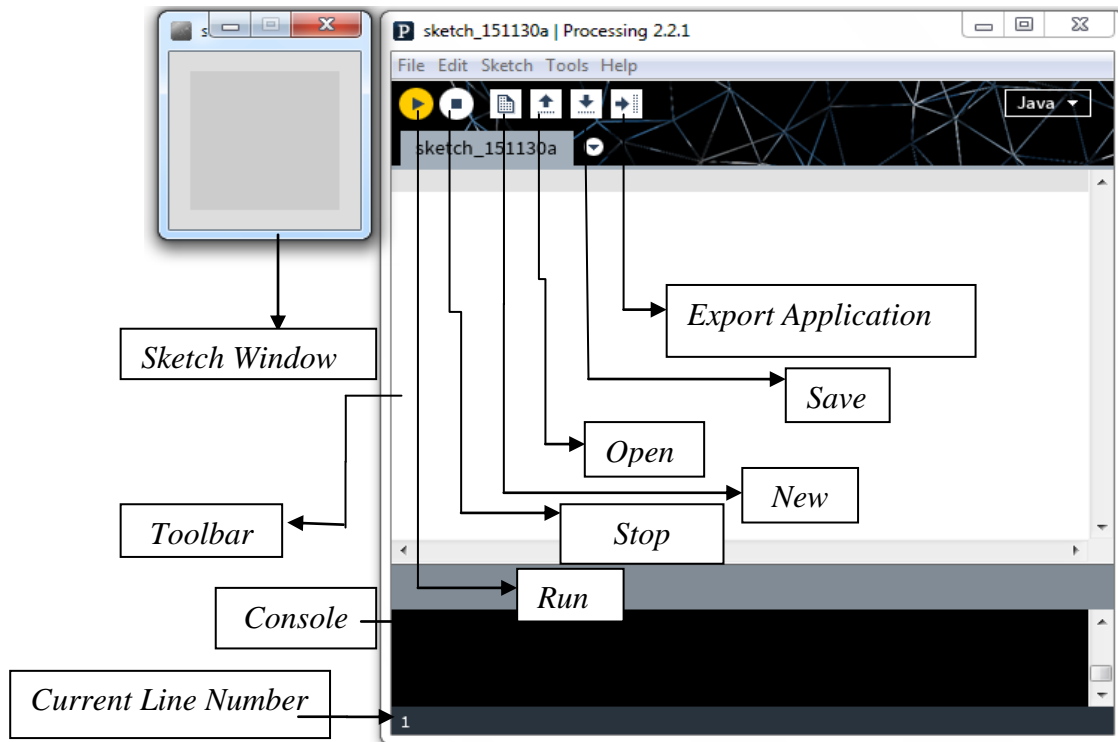 s
sketch_151130a | Processing 2.2.1
File Edit Sketch Tools Help
Java
sketch_151130a
Export Application
Sketch Window
Save
Open
New
Toolbar
Stop
Run
Console
Current Line Number
1